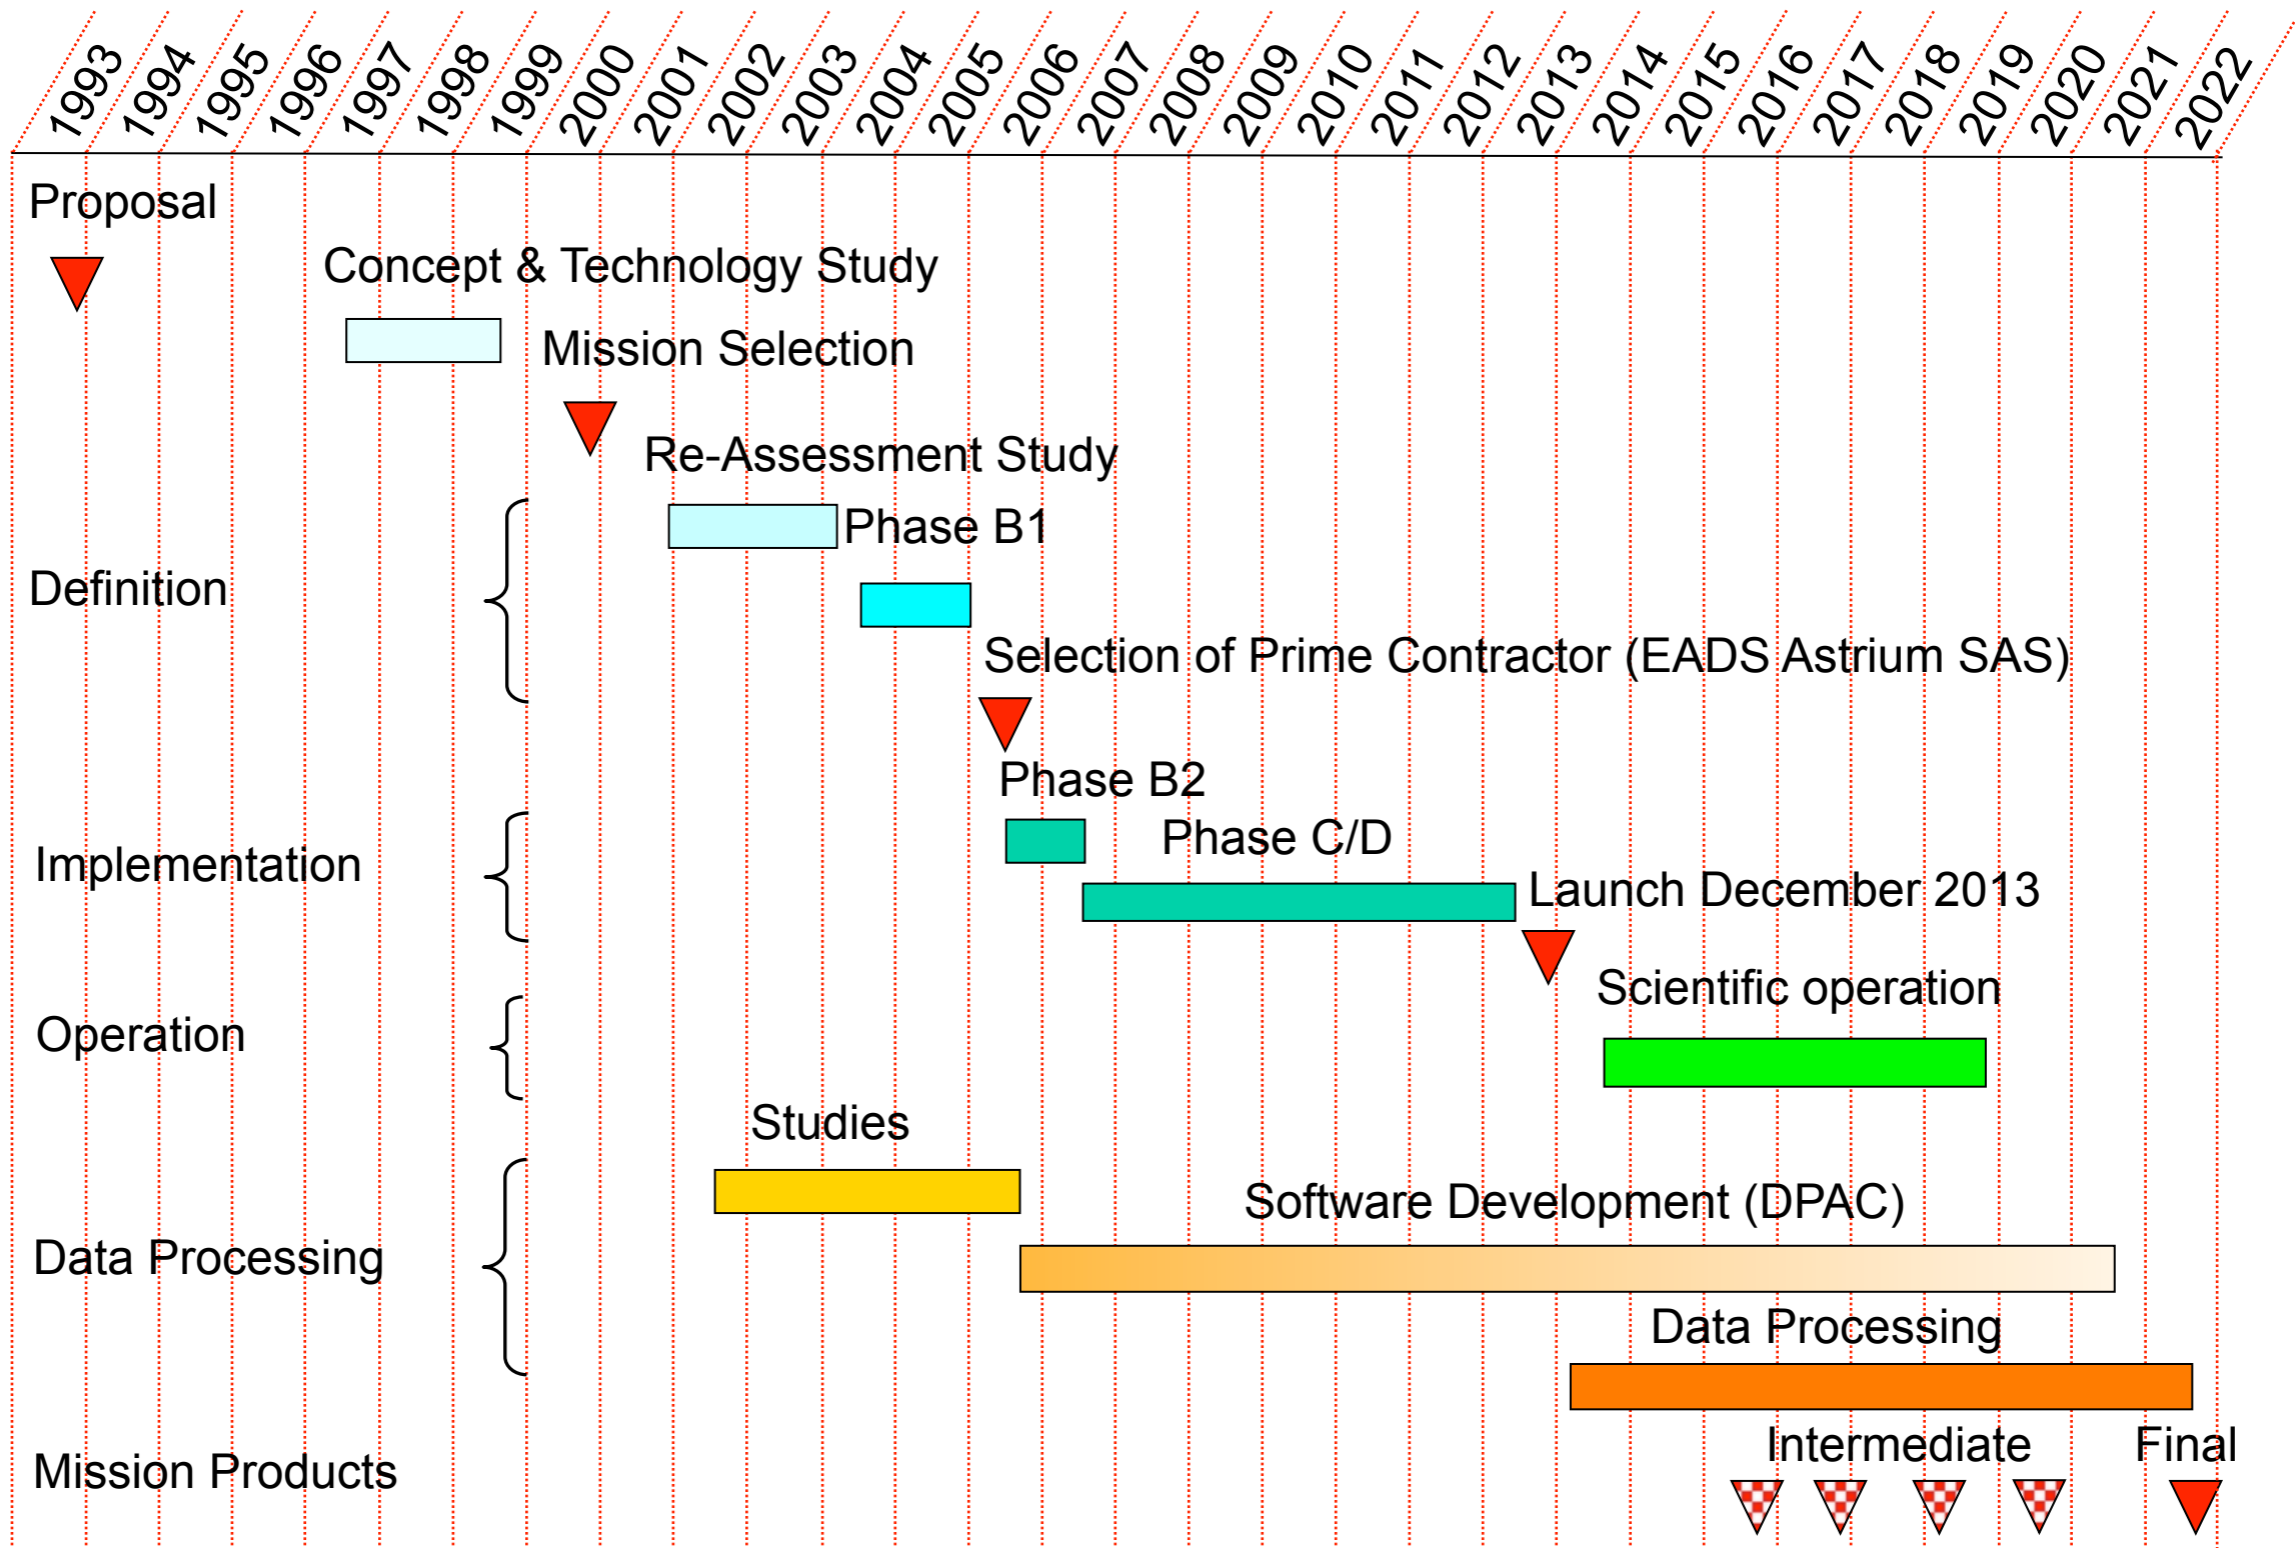 1993 1994 1995 1996 1997 1998 1999 2000 2001 2002 2003 2004 2005 2006 2007 2008 2009 2010 2011 2012 2013 2014 2015 2016 2017 2018 2019 2020 2021 2022
Proposal
Concept & Technology Study
Mission Selection
Re-Assessment Study
Phase B1
Definition
Selection of Prime Contractor (EADS Astrium SAS)
Phase B2
Phase C/D
Implementation
Launch December 2013
Scientific operation
Operation
Studies
Software Development (DPAC)
Data Processing
Data Processing
Intermediate
Final
Mission Products